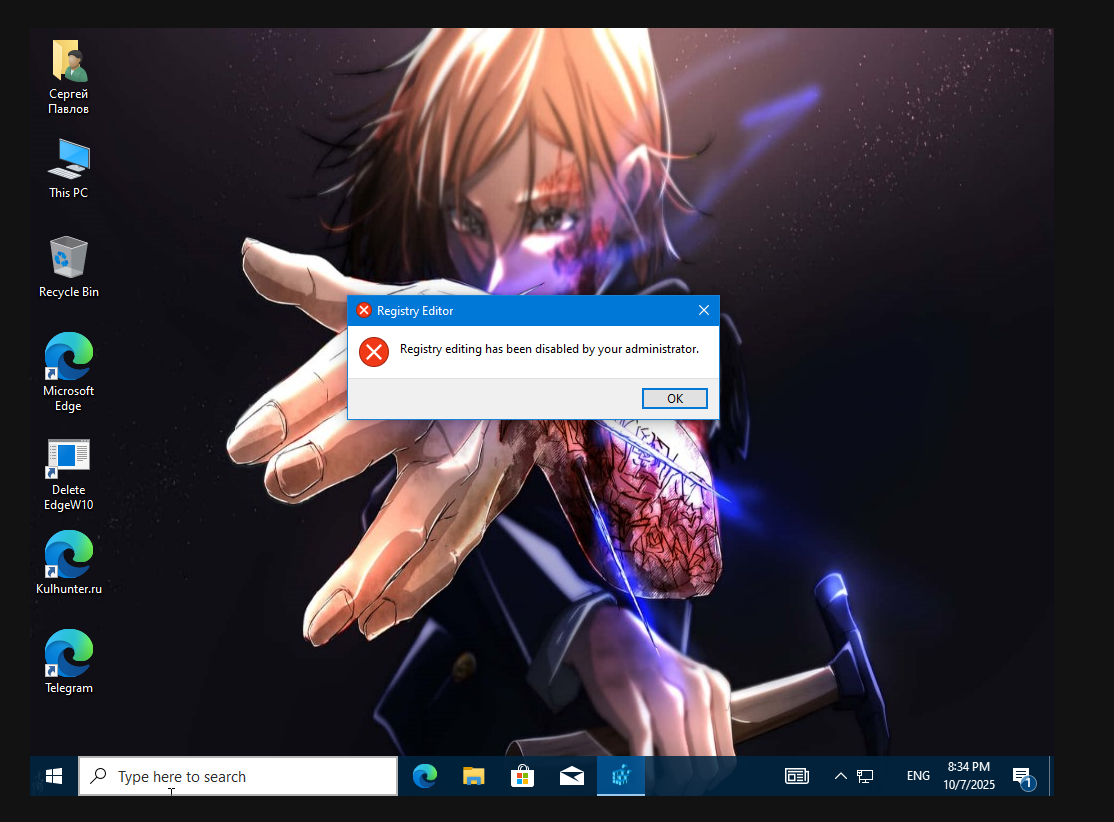 Сергей
Павлов
This PC
Recycle Bin
Microsoft
Edge
Delete
EdgeW10
Kulhunter.ru
Telegram
Registry Editor
Registry editing has been disabled by your administrator.
OK
Type here to search
ENG
8:34 PM
10/7/2025
1